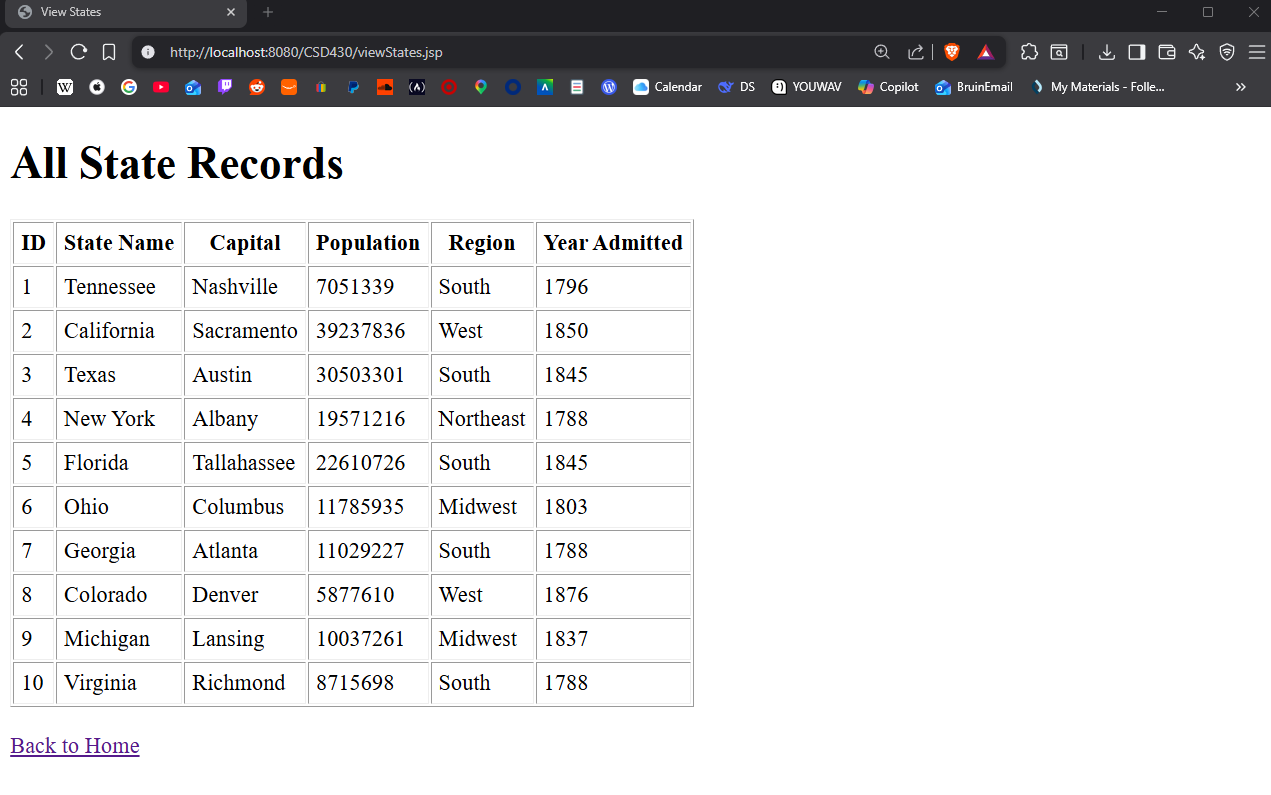 View States
http://localhost:8080/CSD430/viewStates.jsp
Calendar DS YOUWAV Copilot BruinEmail My Materials - Folle...
All State Records
ID State Name Capital Population Region Year Admitted
1 Tennessee Nashville 7051339 South 1796
2 California Sacramento 39237836 West 1850
3 Texas Austin 30503301 South 1845
4 New York Albany 19571216 Northeast 1788
5 Florida Tallahassee 22610726 South 1845
6 Ohio Columbus 11785935 Midwest 1803
7 Georgia Atlanta 11029227 South 1788
8 Colorado Denver 5877610 West 1876
9 Michigan Lansing 10037261 Midwest 1837
10 Virginia Richmond 8715698 South 1788
Back to Home